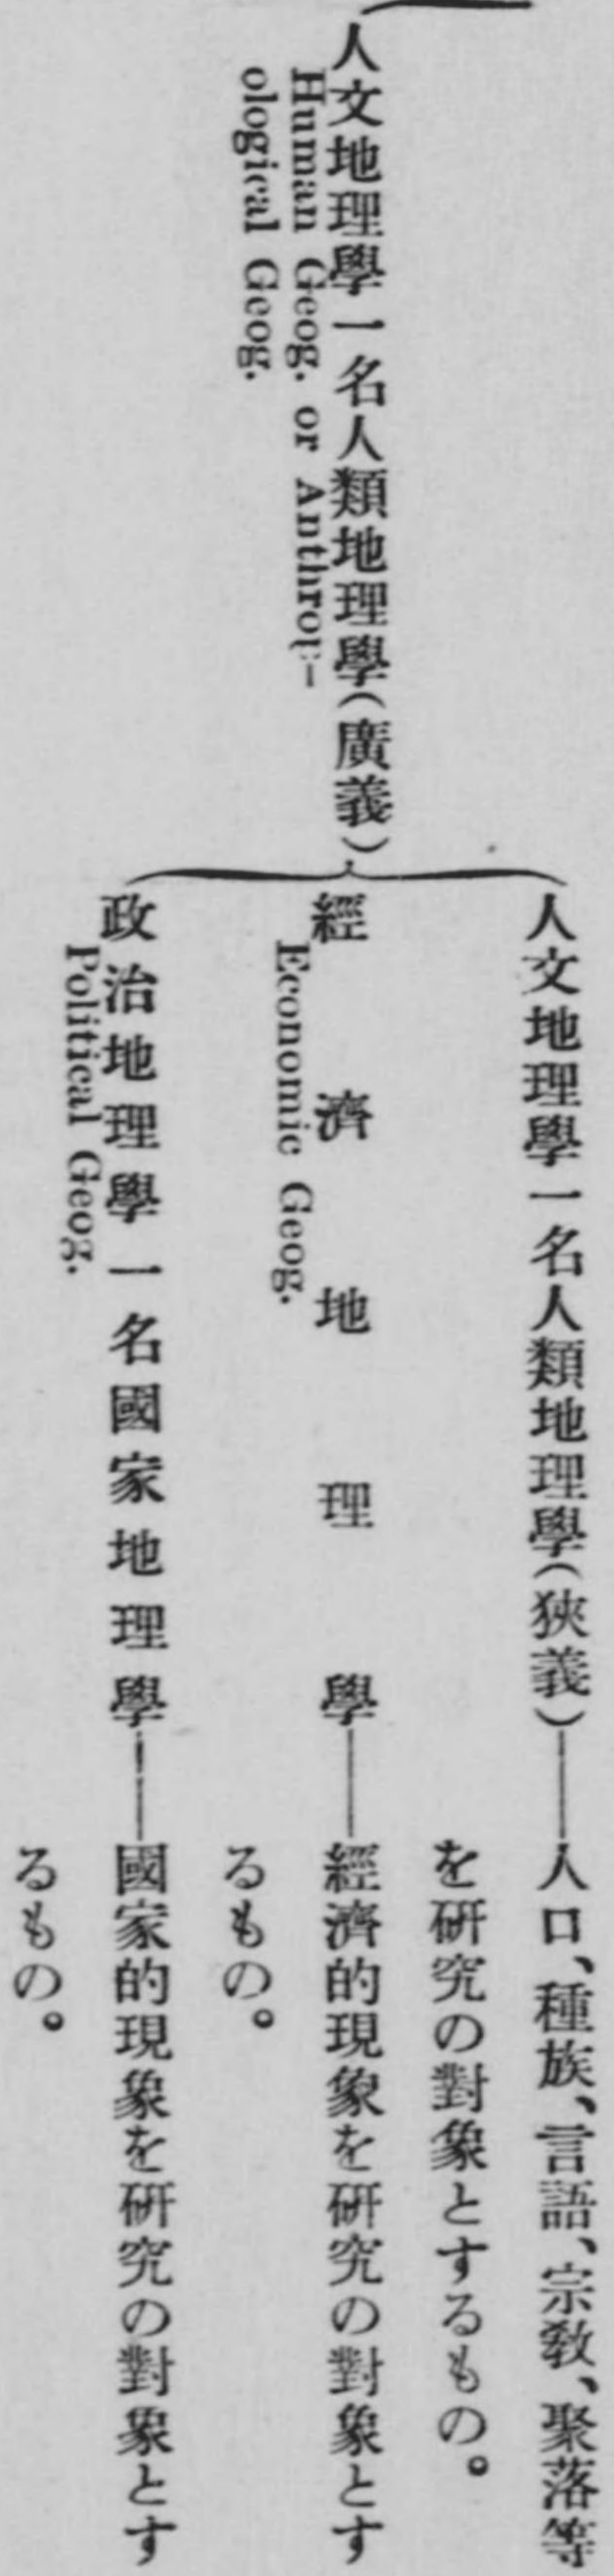 人文地理學一名人類地理學(廣義)
Human Geog. or Anthrop-
ological Geog.
人文地理學一名人類地理學(狹義)——人口、種族、言語、宗敎、聚落等
を硏究の對象とするもの。
經濟地理學——經濟的現象を硏究の對象とす
Economic Geog.
るもの。
政治地理學一名國家地理學——國家的現象を硏究の對象とす
Political Geog.
るもの。